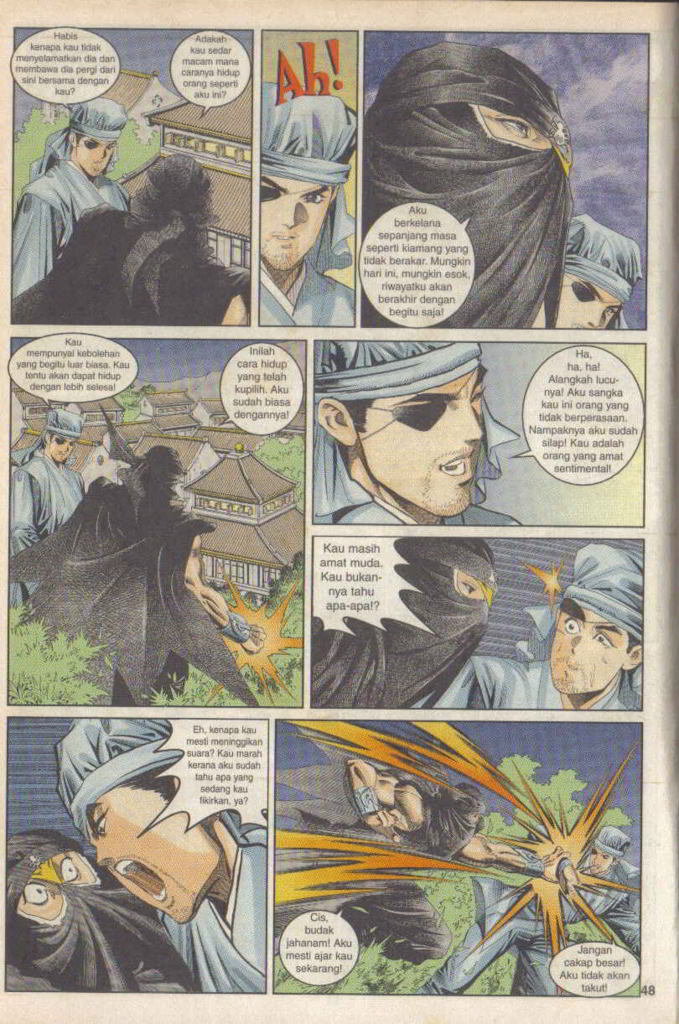 Habis
kenapa kau tidak
menyelamatkan dia dan
membawa dia pergi dari
sini bersama dengan
kau?
Adakah
kau sedar
macam mana
caranya hidup
orang seperti
aku ini?
Ah!
Aku
berkelana
sepanjang masa
seperti kiamang yang
tidak berakar. Mungkin
hari ini, mungkin esok,
riwayatku akan
berakhir dengan
begitu saja!
Kau
mempunyai kebolehan
yang begitu luar biasa. Kau
tentu akan dapat hidup
dengan lebih selesa!
Inilah
cara hidup
yang telah
kupilih. Aku
sudah biasa
dengannya!
Ha,
ha, ha!
Alangkah lucu-
nya! Aku sangka
kau ini orang yang
tidak berperasaan.
Nampaknya aku sudah
silap! Kau adalah
orang yang amat
sentimental!
Kau masih
amat muda.
Kau bukan-
nya tahu
apa-apa!?
Eh, kenapa kau
mesti meninggikan
suara? Kau marah
kerana aku sudah
tahu apa yang
sedang kau
fikirkan, ya?
Cis,
budak
jahanam! Aku
mesti ajar kau
sekarang!
Jangan
cakap besar!
Aku tidak akan
takut!
48